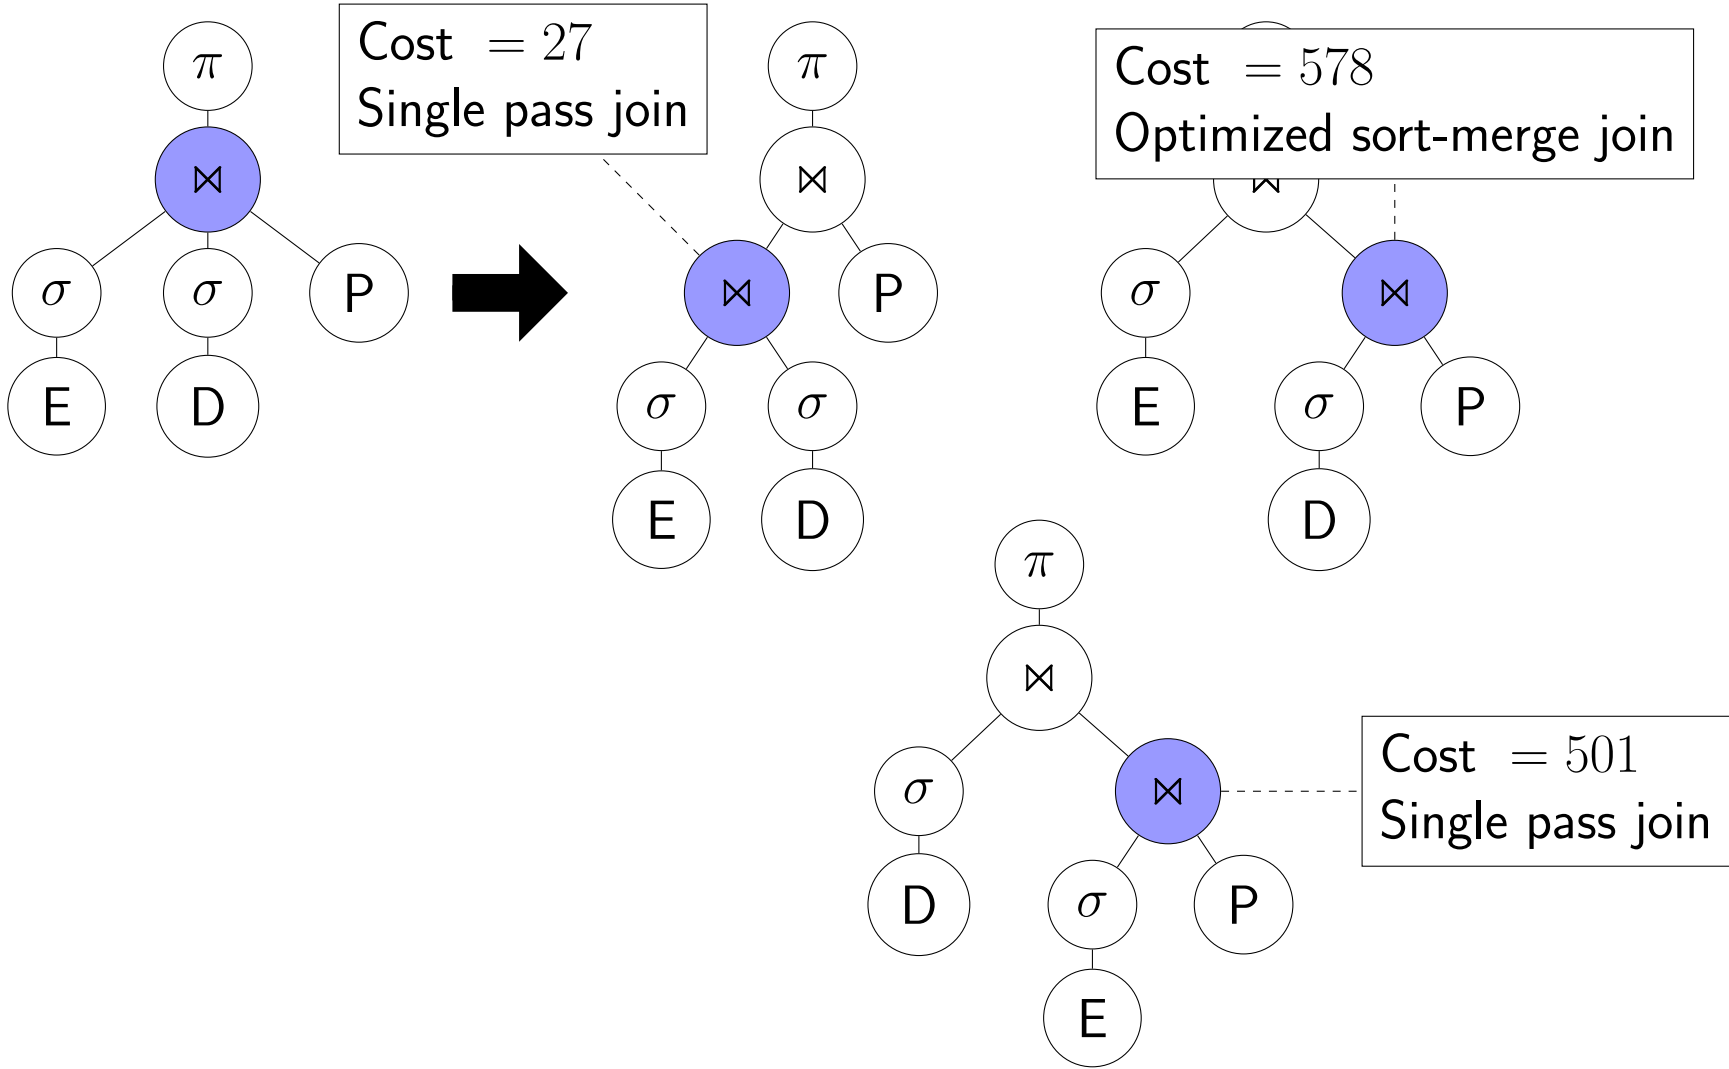 π
⋈
σ
σ
P
E
D
Cost = 27
Single pass join
π
⋈
⋈
P
σ
σ
E
D
Cost = 578
Optimized sort-merge join
⋈
σ
⋈
E
σ
P
D
π
⋈
σ
⋈
D
σ
P
E
Cost = 501
Single pass join